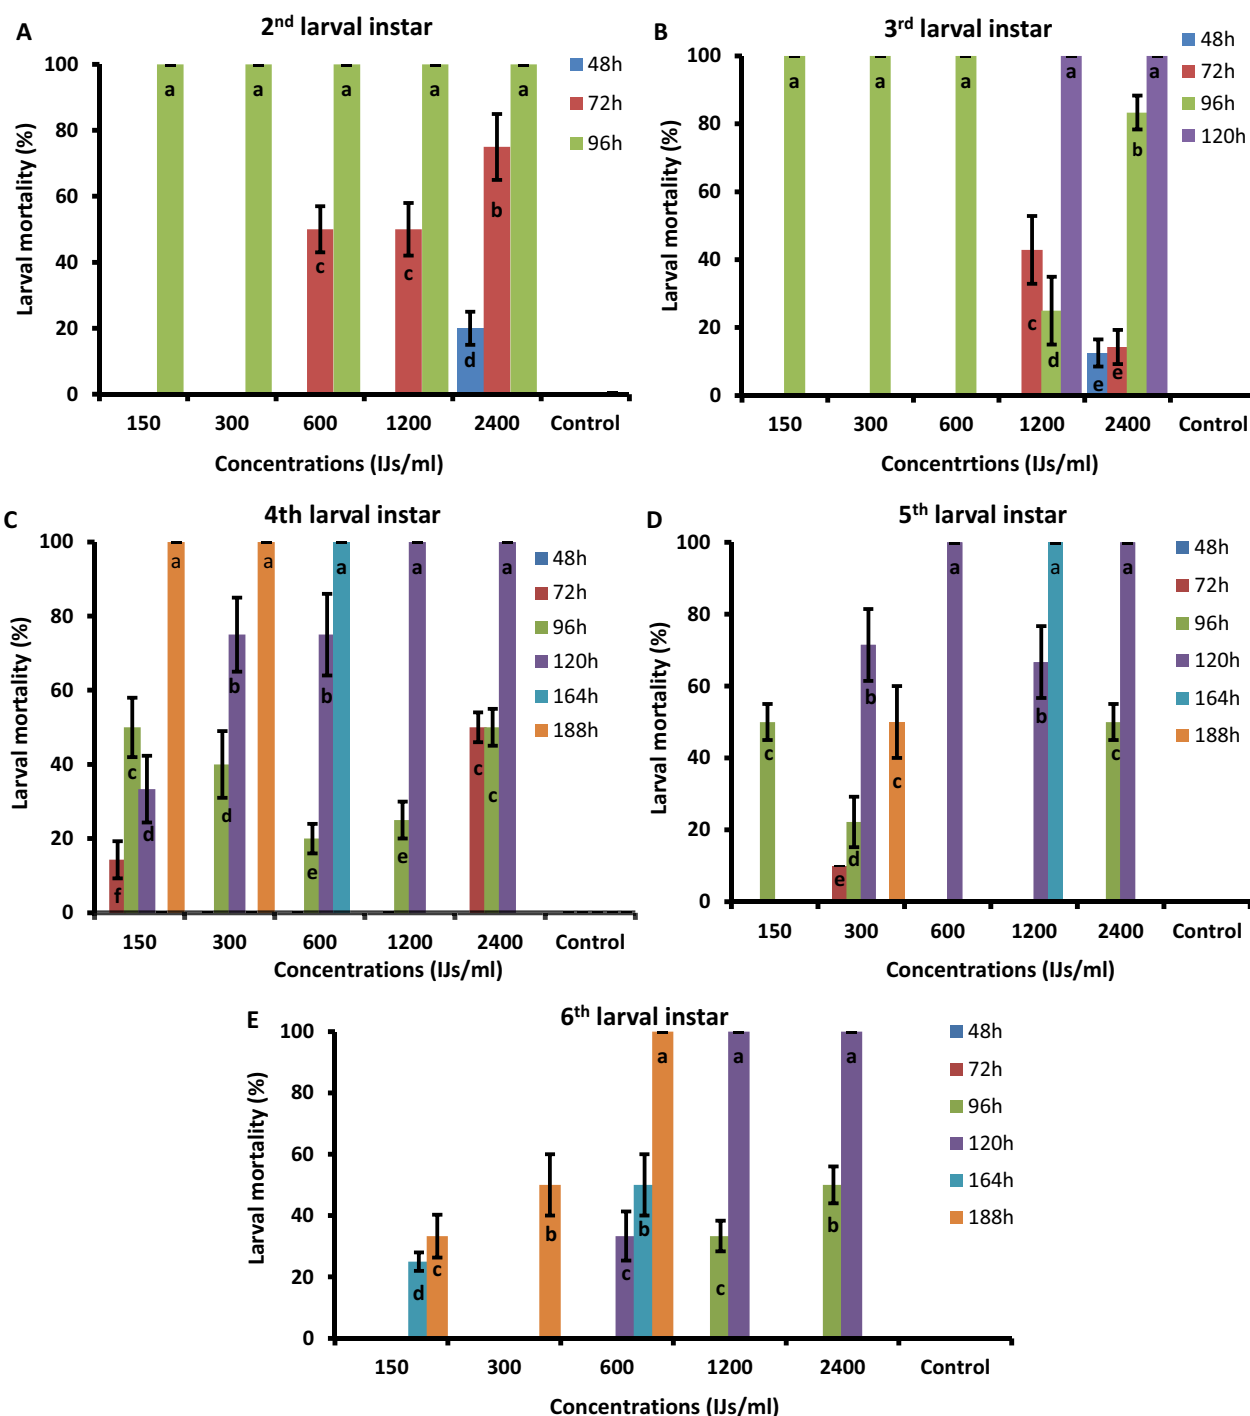 A
2nd larval instar
48h
72h
96h
Larval mortality (%)
100
80
60
40
20
0
a a a a a
b
c c
d
150 300 600 1200 2400 Control
Concentrations (IJs/ml)
B
3rd larval instar
48h
72h
96h
120h
Larval mortality (%)
100
80
60
40
20
0
a a a a a
b
c d
e e
150 300 600 1200 2400 Control
Concentrtions (IJs/ml)
C
4th larval instar
48h
72h
96h
120h
164h
188h
Larval mortality (%)
100
80
60
40
20
0
a a a a a
b b
c c c
d d
e e
f
150 300 600 1200 2400 Control
Concentrations (IJs/ml)
D
5th larval instar
48h
72h
96h
120h
164h
188h
Larval mortality (%)
100
80
60
40
20
0
a a a
b b
c c c
d
e
150 300 600 1200 2400 Control
Concentrations (IJs/ml)
E
6th larval instar
48h
72h
96h
120h
164h
188h
Larval mortality (%)
100
80
60
40
20
0
a a a
b b b
c c c
d
150 300 600 1200 2400 Control
Concentrations (IJs/ml)